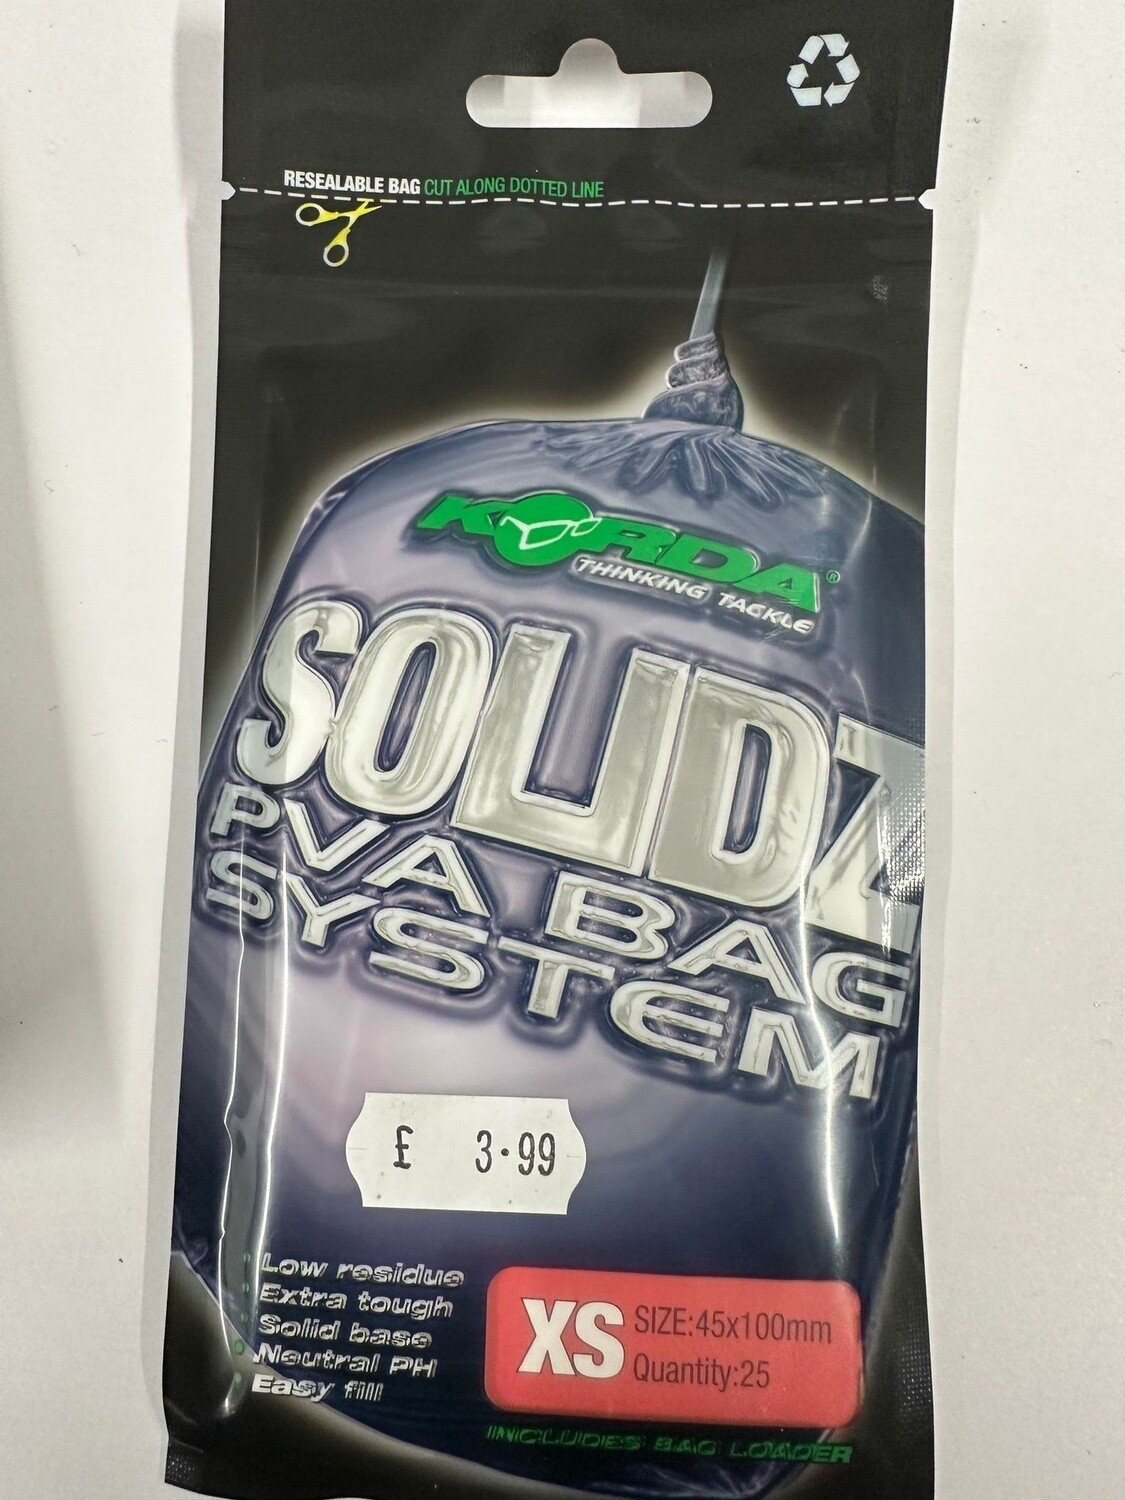 RESEALABLE BAG CUT ALONG DOTTED LINE
KORDA®
THINKING TACKLE
SOLIDZ
PVA BAG
SYSTEM
£ 3.99
Low residue
Extra tough
Solid base
Neutral PH
Easy fill
XS
SIZE:45x100mm
Quantity:25
INCLUDES BAG LOADER